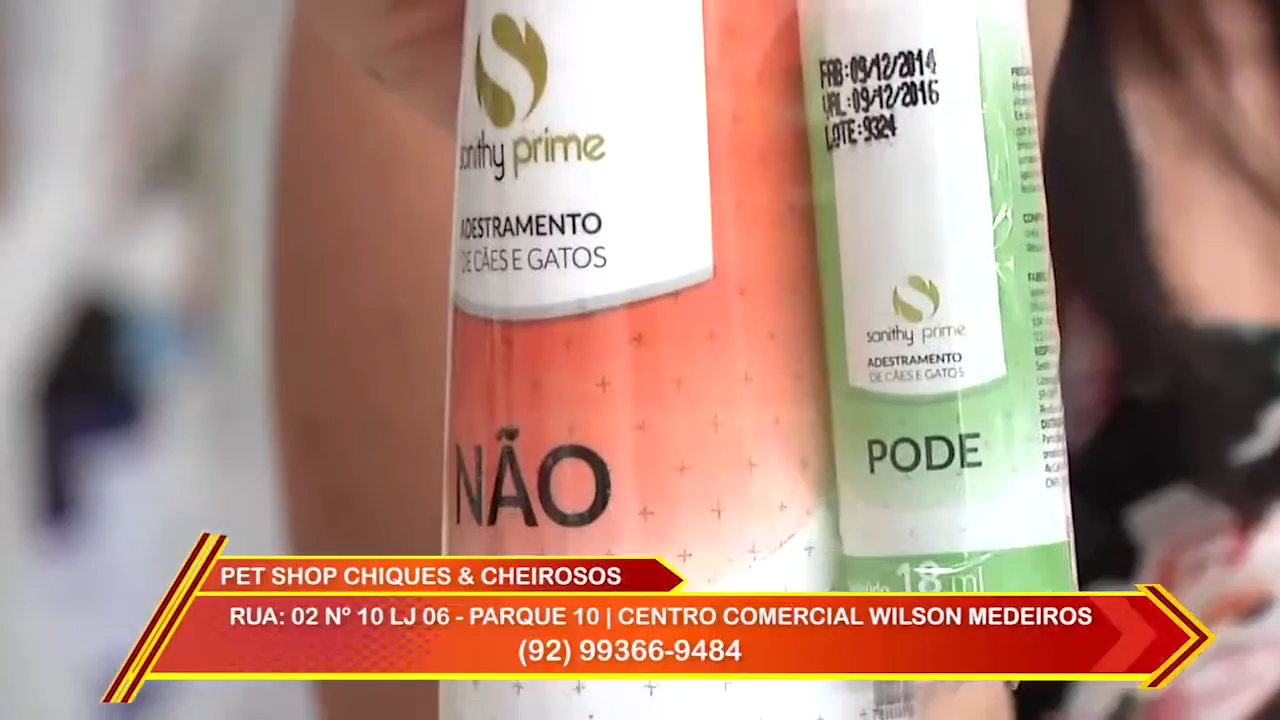 sanithy prime
ADESTRAMENTO
DE CÃES E GATOS
NÃO
FAB:09/12/2014
VAL:09/12/2016
LOTE:9324
sanithy prime
ADESTRAMENTO
DE CÃES E GATOS
PODE
18 ml
PET SHOP CHIQUES & CHEIROSOS
RUA: 02 Nº 10 LJ 06 - PARQUE 10 | CENTRO COMERCIAL WILSON MEDEIROS
(92) 99366-9484